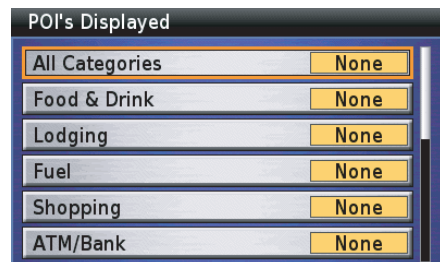 POI's Displayed
All Categories None
Food & Drink None
Lodging None
Fuel None
Shopping None
ATM/Bank None